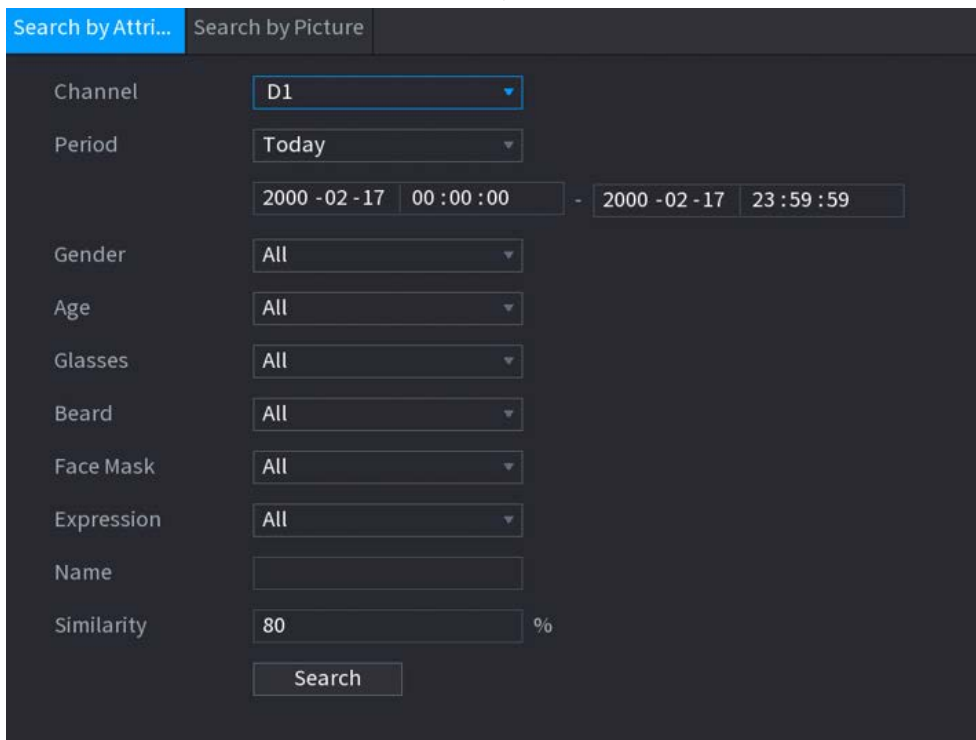 Search by Attri... Search by Picture
Channel D1
Period Today
2000 -02 -17 00 : 00 : 00 - 2000 -02 -17 23 : 59 : 59
Gender All
Age All
Glasses All
Beard All
Face Mask All
Expression All
Name
Similarity 80 %
Search